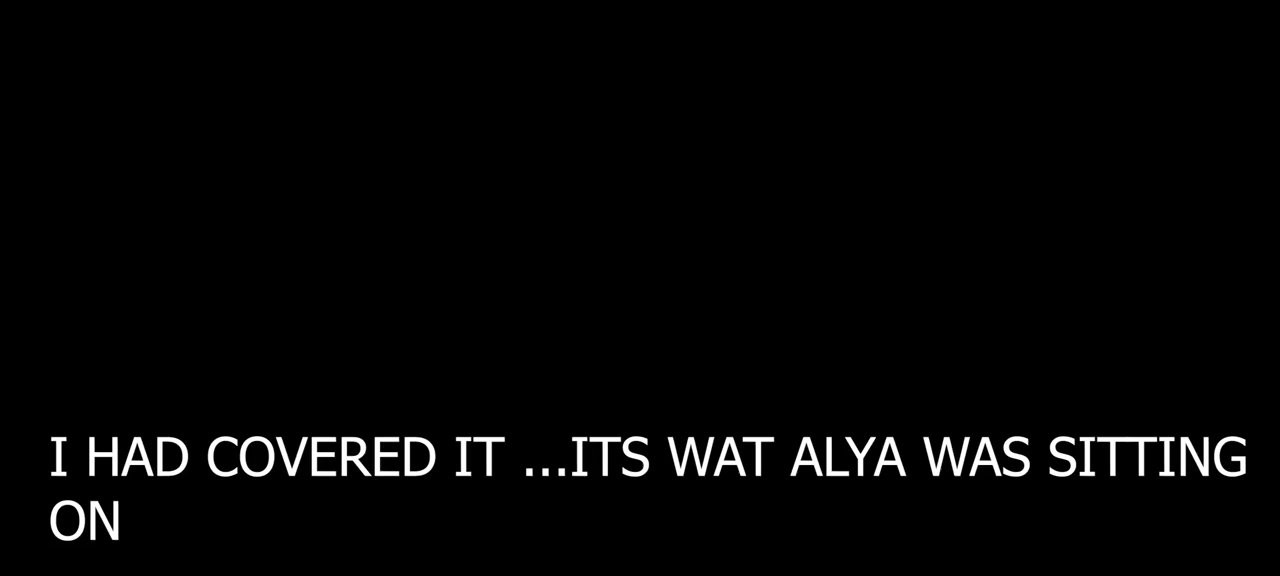 I HAD COVERED IT ...ITS WAT ALYA WAS SITTING
ON